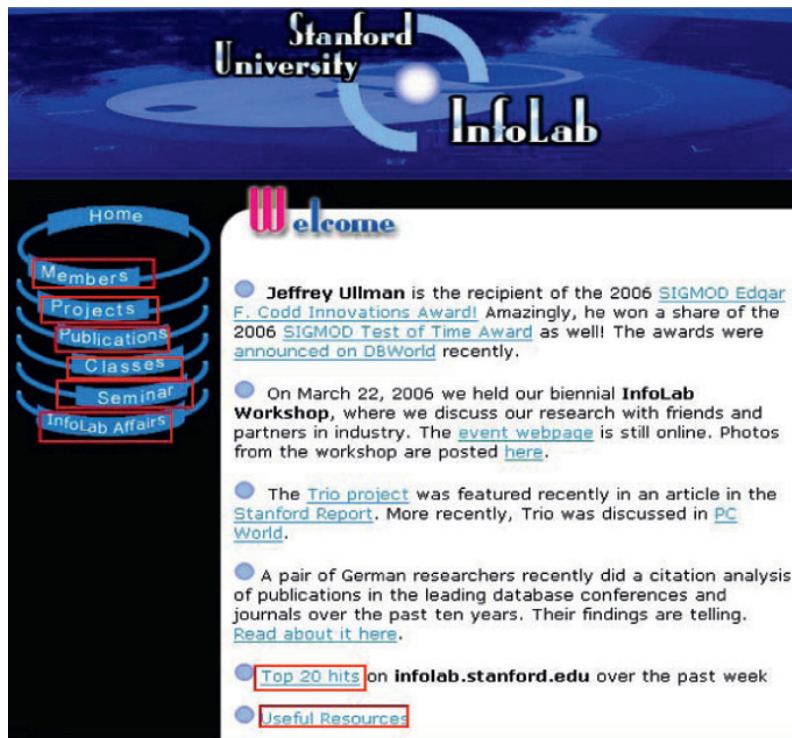 Stanford
University
InfoLab
Home
Members
Projects
Publications
Classes
Seminar
InfoLab Affairs
Welcome
Jeffrey Ullman is the recipient of the 2006 SIGMOD Edgar
F. Codd Innovations Award! Amazingly, he won a share of the
2006 SIGMOD Test of Time Award as well! The awards were
announced on DBWorld recently.
On March 22, 2006 we held our biennial InfoLab
Workshop, where we discuss our research with friends and
partners in industry. The event webpage is still online. Photos
from the workshop are posted here.
The Trio project was featured recently in an article in the
Stanford Report. More recently, Trio was discussed in PC
World.
A pair of German researchers recently did a citation analysis
of publications in the leading database conferences and
journals over the past ten years. Their findings are telling.
Read about it here.
Top 20 hits on infolab.stanford.edu over the past week
Useful Resources